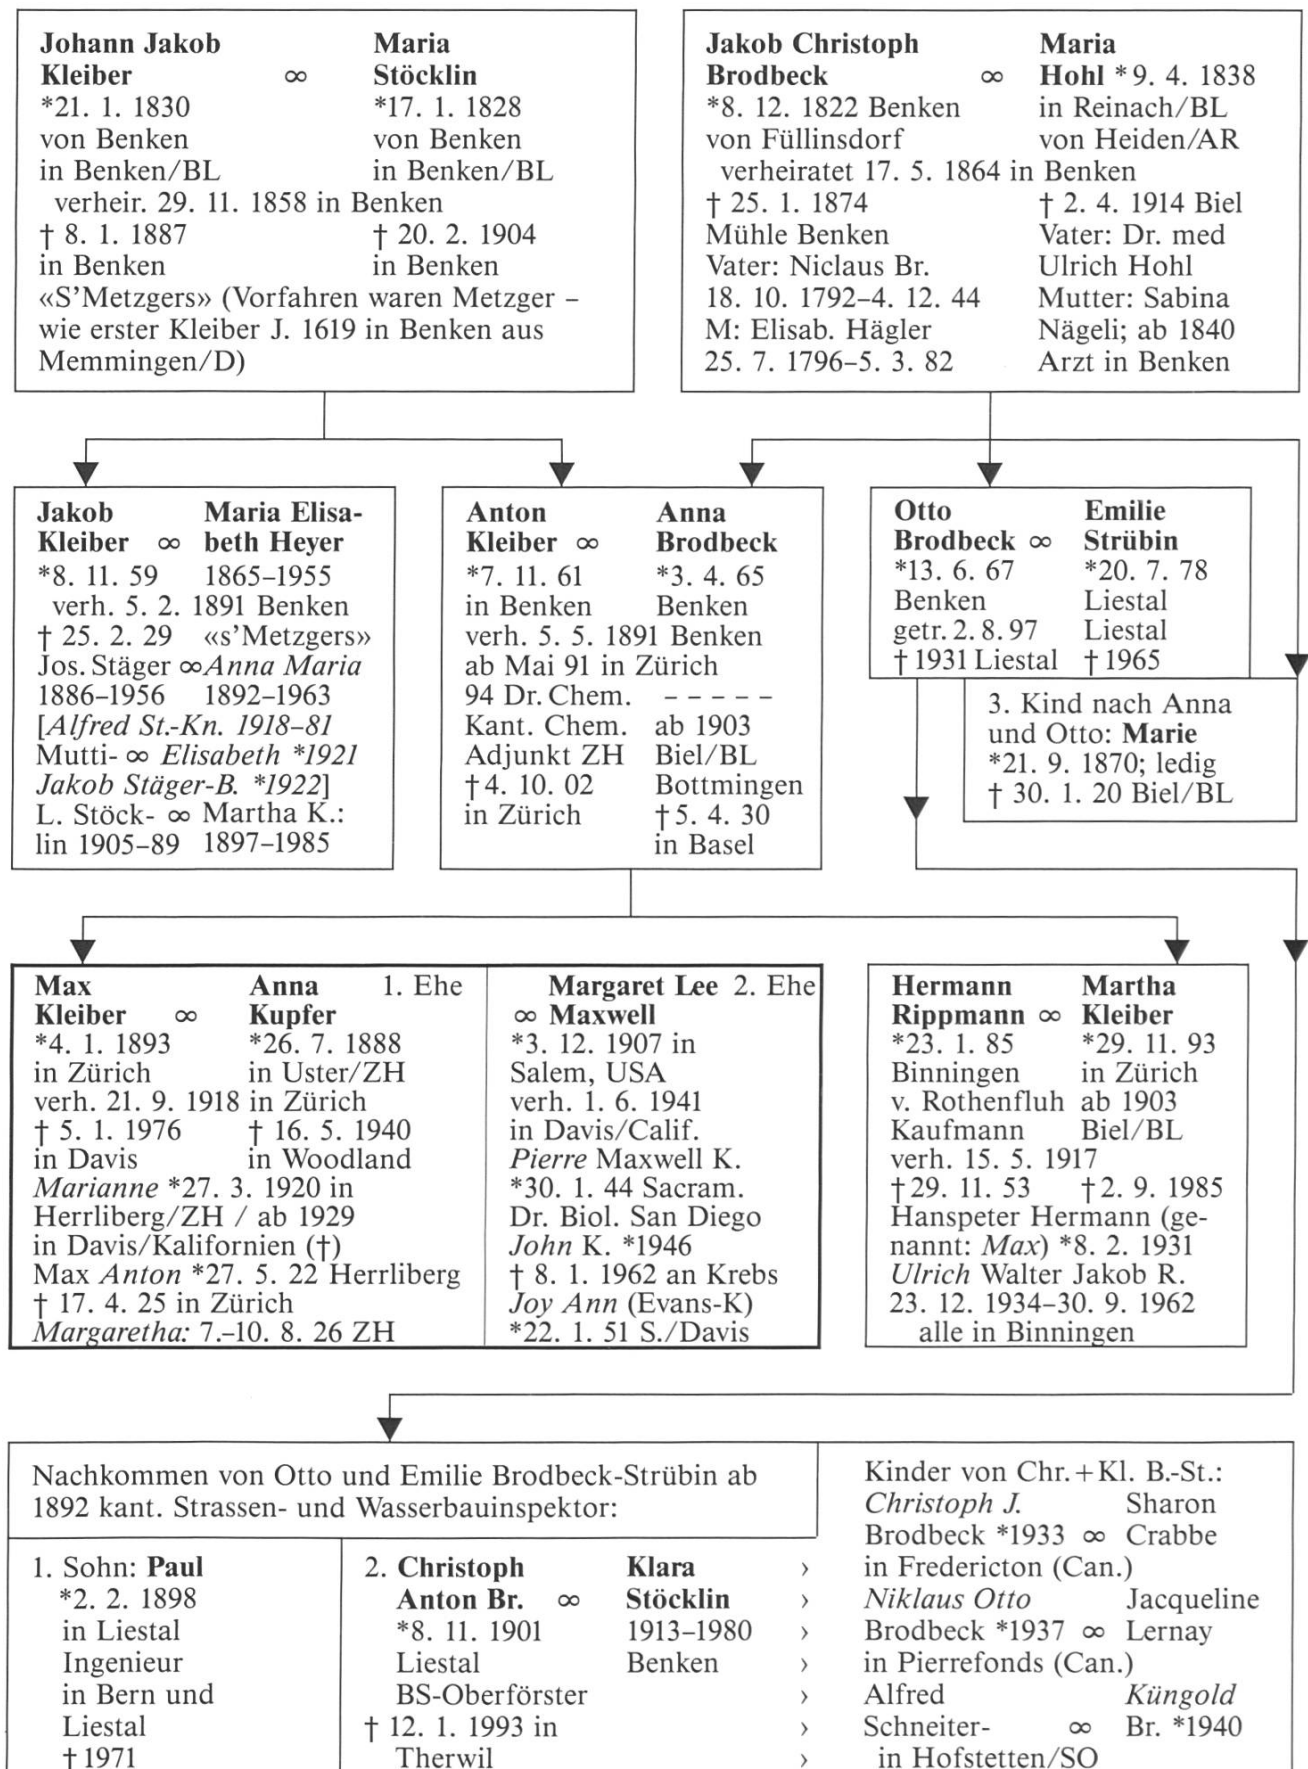 Johann Jakob Maria
Kleiber ∞ Stöcklin
*21. 1. 1830 *17. 1. 1828
von Benken von Benken
in Benken/BL in Benken/BL
verheir. 29. 11. 1858 in Benken
† 8. 1. 1887 † 20. 2. 1904
in Benken in Benken
«S'Metzgers» (Vorfahren waren Metzger –
wie erster Kleiber J. 1619 in Benken aus
Memmingen/D)
Jakob Christoph Maria
Brodbeck ∞ Hohl *9. 4. 1838
*8. 12. 1822 Benken in Reinach/BL
von Füllinsdorf von Heiden/AR
verheiratet 17. 5. 1864 in Benken
† 25. 1. 1874 † 2. 4. 1914 Biel
Mühle Benken Vater: Dr. med
Vater: Niclaus Br. Ulrich Hohl
18. 10. 1792–4. 12. 44 Mutter: Sabina
M: Elisab. Hägler Nägeli; ab 1840
25. 7. 1796–5. 3. 82 Arzt in Benken
Jakob Maria Elisa-
Kleiber ∞ beth Heyer
*8. 11. 59 1865–1955
verh. 5. 2. 1891 Benken
† 25. 2. 29 «s'Metzgers»
Jos. Stäger ∞ Anna Maria
1886–1956 1892–1963
[Alfred St.-Kn. 1918–81
Mutti- ∞ Elisabeth *1921
Jakob Stäger-B. *1922]
L. Stöck- ∞ Martha K.:
lin 1905–89 1897–1985
Anton Anna
Kleiber ∞ Brodbeck
*7. 11. 61 *3. 4. 65
in Benken Benken
verh. 5. 5. 1891 Benken
ab Mai 91 in Zürich
94 Dr. Chem. – – – – –
Kant. Chem. ab 1903
Adjunkt ZH Biel/BL
† 4. 10. 02 Bottmingen
in Zürich † 5. 4. 30
in Basel
Otto Emilie
Brodbeck ∞ Strübin
*13. 6. 67 *20. 7. 78
Benken Liestal
getr. 2. 8. 97 Liestal
† 1931 Liestal † 1965
3. Kind nach Anna
und Otto: Marie
*21. 9. 1870; ledig
† 30. 1. 20 Biel/BL
Max Anna 1. Ehe
Kleiber ∞ Kupfer
*4. 1. 1893 *26. 7. 1888
in Zürich in Uster/ZH
verh. 21. 9. 1918 in Zürich
† 5. 1. 1976 † 16. 5. 1940
in Davis in Woodland
Marianne *27. 3. 1920 in
Herrliberg/ZH / ab 1929
in Davis/Kalifornien (†)
Max Anton *27. 5. 22 Herrliberg
† 17. 4. 25 in Zürich
Margaretha: 7.–10. 8. 26 ZH
Margaret Lee 2. Ehe
∞ Maxwell
*3. 12. 1907 in
Salem, USA
verh. 1. 6. 1941
in Davis/Calif.
Pierre Maxwell K.
*30. 1. 44 Sacram.
Dr. Biol. San Diego
John K. *1946
† 8. 1. 1962 an Krebs
Joy Ann (Evans-K)
*22. 1. 51 S./Davis
Hermann Martha
Rippmann ∞ Kleiber
*23. 1. 85 *29. 11. 93
Binningen in Zürich
v. Rothenfluh ab 1903
Kaufmann Biel/BL
verh. 15. 5. 1917
† 29. 11. 53 † 2. 9. 1985
Hanspeter Hermann (ge-
nannt: Max) *8. 2. 1931
Ulrich Walter Jakob R.
23. 12. 1934–30. 9. 1962
alle in Binningen
Nachkommen von Otto und Emilie Brodbeck-Strübin ab
1892 kant. Strassen- und Wasserbauinspektor:
1. Sohn: Paul
*2. 2. 1898
in Liestal
Ingenieur
in Bern und
Liestal
† 1971
2. Christoph Klara ›
Anton Br. ∞ Stöcklin ›
*8. 11. 1901 1913–1980 ›
Liestal Benken ›
BS-Oberförster ›
† 12. 1. 1993 in ›
Therwil ›
Kinder von Chr.+Kl. B.-St.:
Christoph J. Sharon
Brodbeck *1933 ∞ Crabbe
in Fredericton (Can.)
Niklaus Otto Jacqueline
Brodbeck *1937 ∞ Lernay
in Pierrefonds (Can.)
Alfred Küngold
Schneiter- ∞ Br. *1940
in Hofstetten/SO